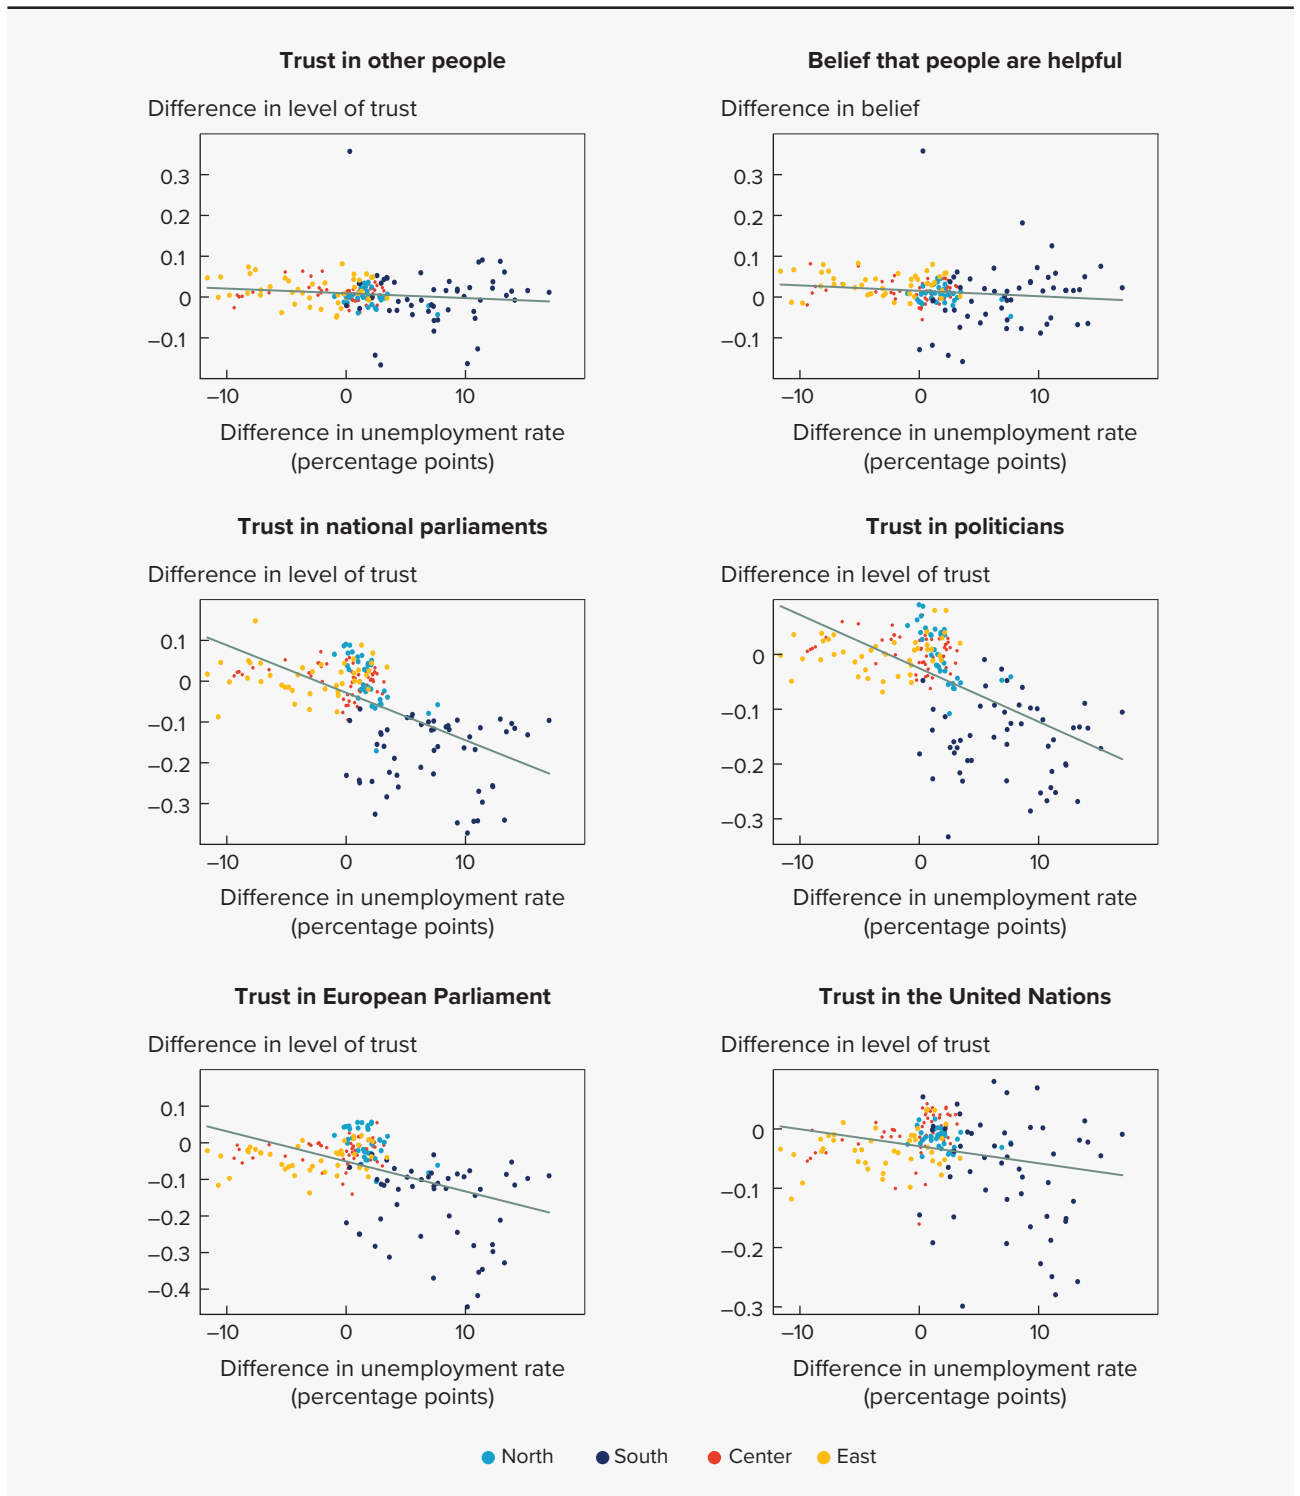 Trust in other people
Difference in level of trust
0.3
0.2
0.1
0
–0.1
–10 0 10
Difference in unemployment rate
(percentage points)
Belief that people are helpful
Difference in belief
0.3
0.2
0.1
0
–0.1
–10 0 10
Difference in unemployment rate
(percentage points)
Trust in national parliaments
Difference in level of trust
0.1
0
–0.1
–0.2
–0.3
–10 0 10
Difference in unemployment rate
(percentage points)
Trust in politicians
Difference in level of trust
0
–0.1
–0.2
–0.3
–10 0 10
Difference in unemployment rate
(percentage points)
Trust in European Parliament
Difference in level of trust
0.1
0
–0.1
–0.2
–0.3
–0.4
–10 0 10
Difference in unemployment rate
(percentage points)
Trust in the United Nations
Difference in level of trust
0
–0.1
–0.2
–0.3
–10 0 10
Difference in unemployment rate
(percentage points)
North South Center East